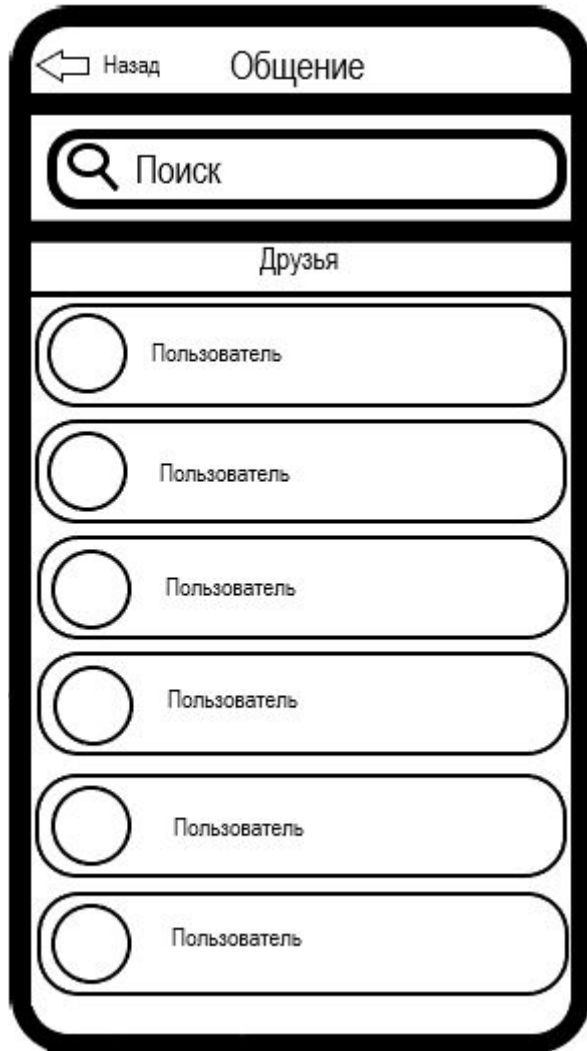 Назад Общение
Поиск
Друзья
Пользователь
Пользователь
Пользователь
Пользователь
Пользователь
Пользователь